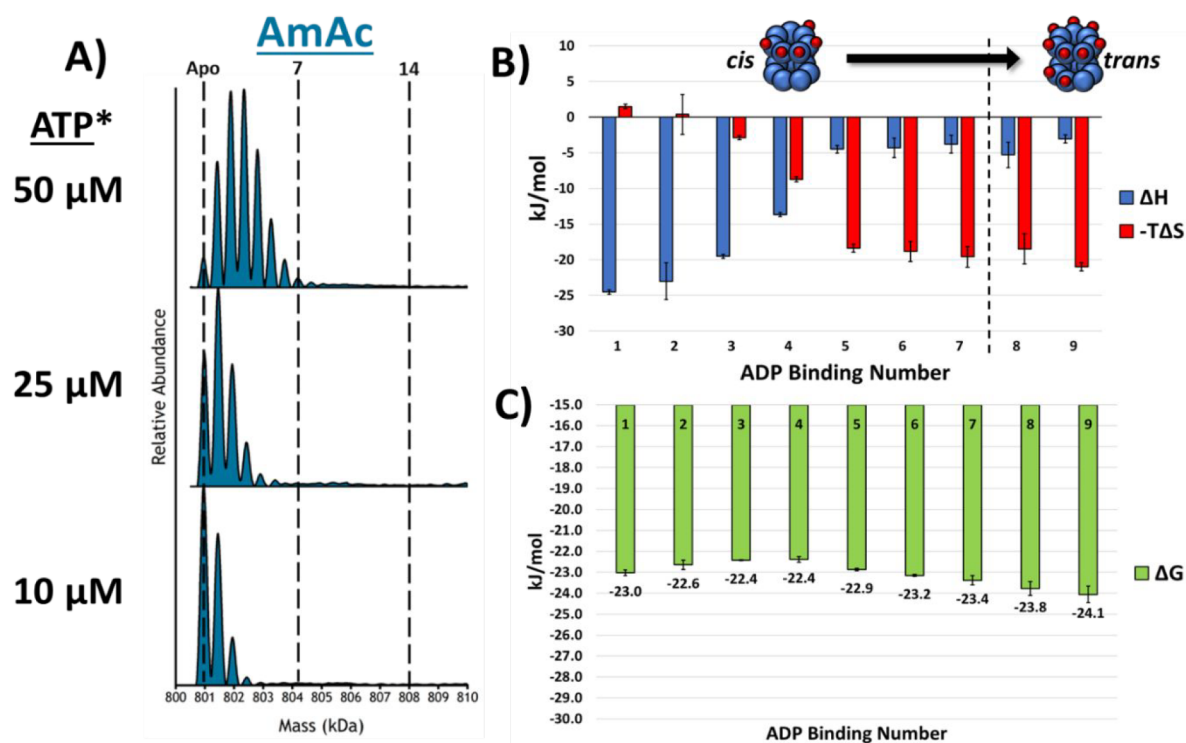 A)
AmAc
Apo 7 14
ATP*
50 μM
25 μM
10 μM
Relative Abundance
800 801 802 803 804 805 806 807 808 809 810
Mass (kDa)
B)
cis
trans
10
5
0
-5
-10
-15
-20
-25
-30
kJ/mol
ΔH
-TΔS
1 2 3 4 5 6 7 8 9
ADP Binding Number
C)
-15.0
-16.0
-17.0
-18.0
-19.0
-20.0
-21.0
-22.0
-23.0
-24.0
-25.0
-26.0
-27.0
-28.0
-29.0
-30.0
kJ/mol
1 2 3 4 5 6 7 8 9
-23.0 -22.6 -22.4 -22.4 -22.9 -23.2 -23.4 -23.8 -24.1
ΔG
ADP Binding Number